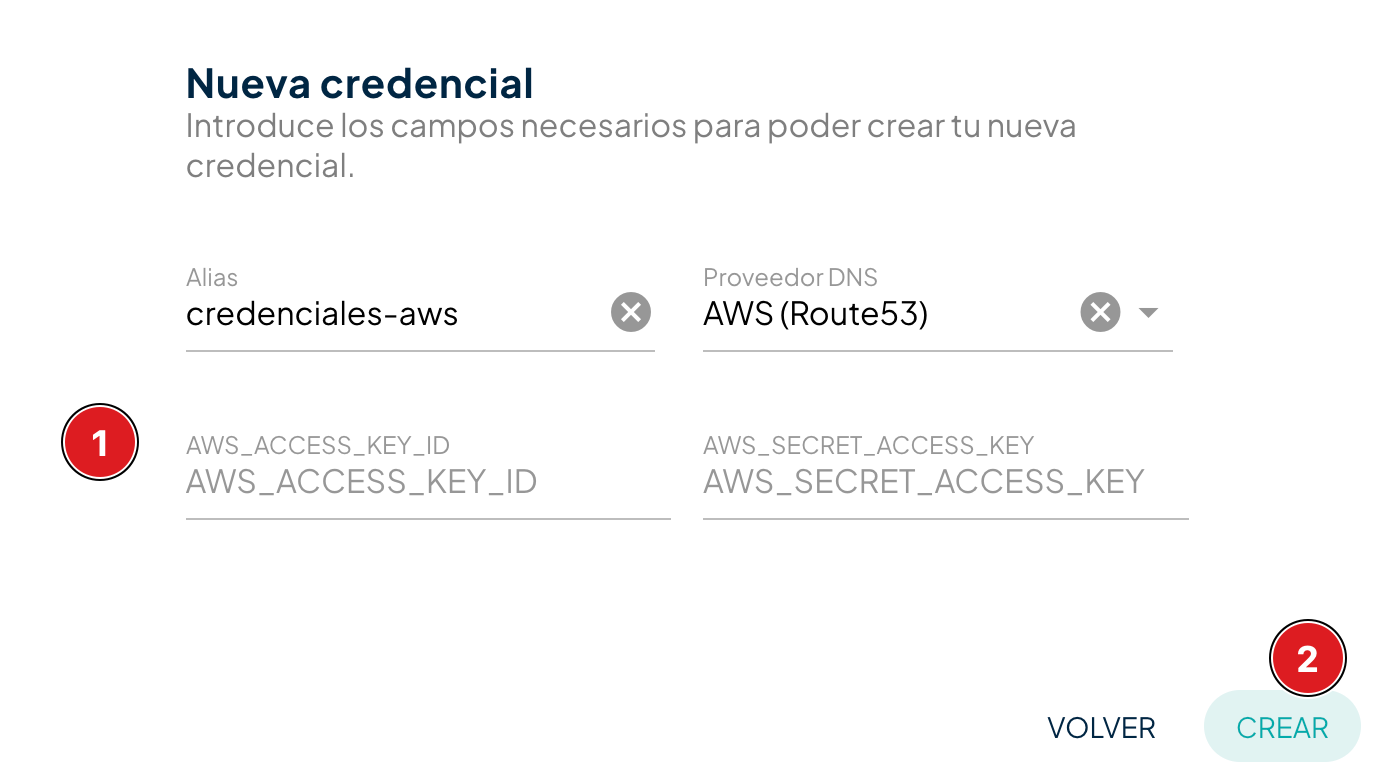 Nueva credencial
Introduce los campos necesarios para poder crear tu nueva
credencial.
Alias
Proveedor DNS
credenciales-aws
AWS (Route53)
1
AWS_ACCESS_KEY_ID
AWS_SECRET_ACCESS_KEY
AWS_ACCESS_KEY_ID
AWS_SECRET_ACCESS_KEY
2
VOLVER
CREAR